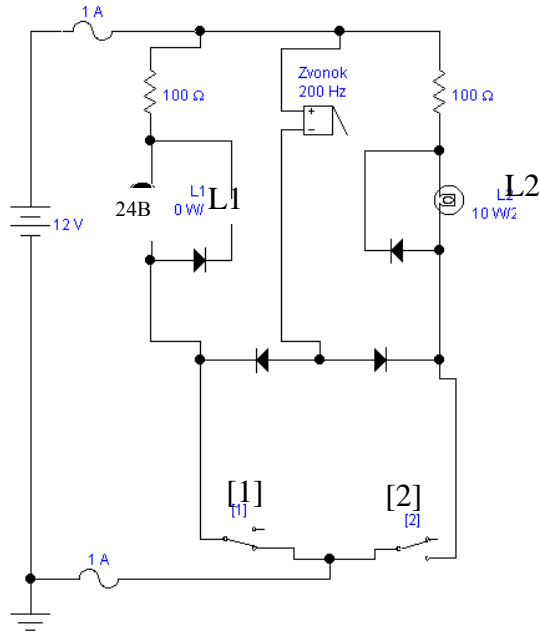 1 A
Zvonok
200 Hz
100 Ω
100 Ω
+
−
L1
0 W/
L1
24B
L2
L2
10 W/2
12 V
[1]
[1]
[2]
[2]
1 A